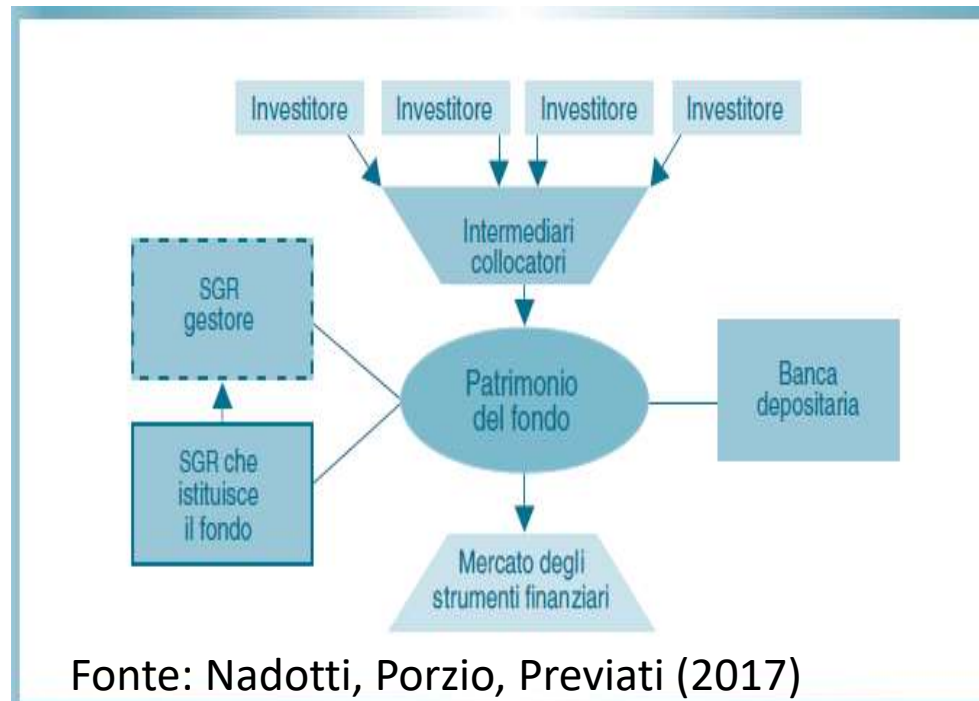 Investitore
Investitore
Investitore
Investitore
Intermediari
collocatori
SGR
gestore
Patrimonio
del fondo
Banca
depositaria
SGR che
istituisce
il fondo
Mercato degli
strumenti finanziari
Fonte: Nadotti, Porzio, Previati (2017)